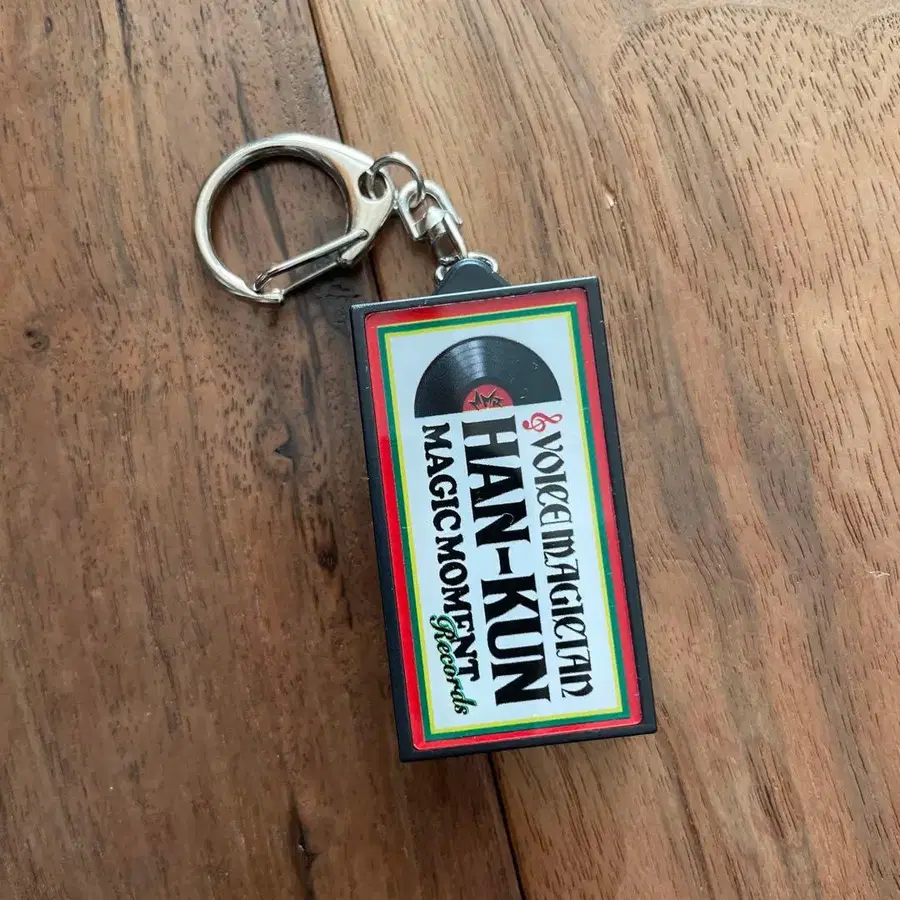 VOICE MAGICIAN
HAN-KUN
MAGIC MOMENT
Records